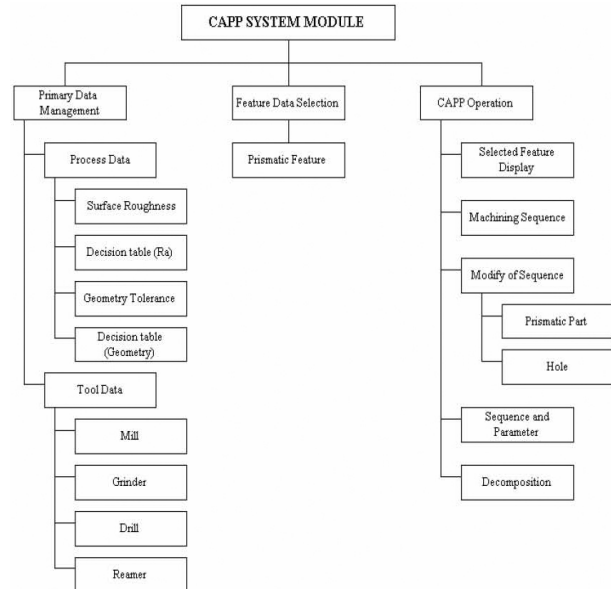 CAPP SYSTEM MODULE
Primary Data
Management
Feature Data Selection
CAPP Operation
Process Data
Surface Roughness
Decision table (Ra)
Geometry Tolerance
Decision table
(Geometry)
Tool Data
Mill
Grinder
Drill
Reamer
Prismatic Feature
Selected Feature
Display
Machining Sequence
Modify of Sequence
Prismatic Part
Hole
Sequence and
Parameter
Decomposition